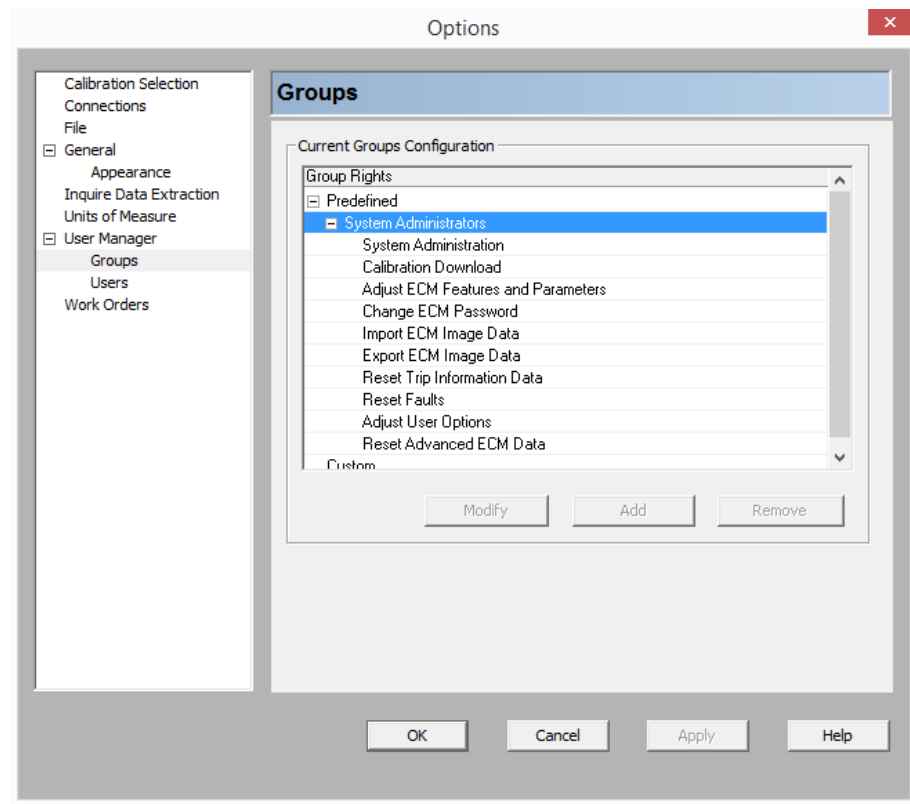 Options
Calibration Selection
Connections
File
General
Appearance
Inquire Data Extraction
Units of Measure
User Manager
Groups
Users
Work Orders
Groups
Current Groups Configuration
Group Rights
Predefined
System Administrators
System Administration
Calibration Download
Adjust ECM Features and Parameters
Change ECM Password
Import ECM Image Data
Export ECM Image Data
Reset Trip Information Data
Reset Faults
Adjust User Options
Reset Advanced ECM Data
Custom
Modify Add Remove
OK Cancel Apply Help